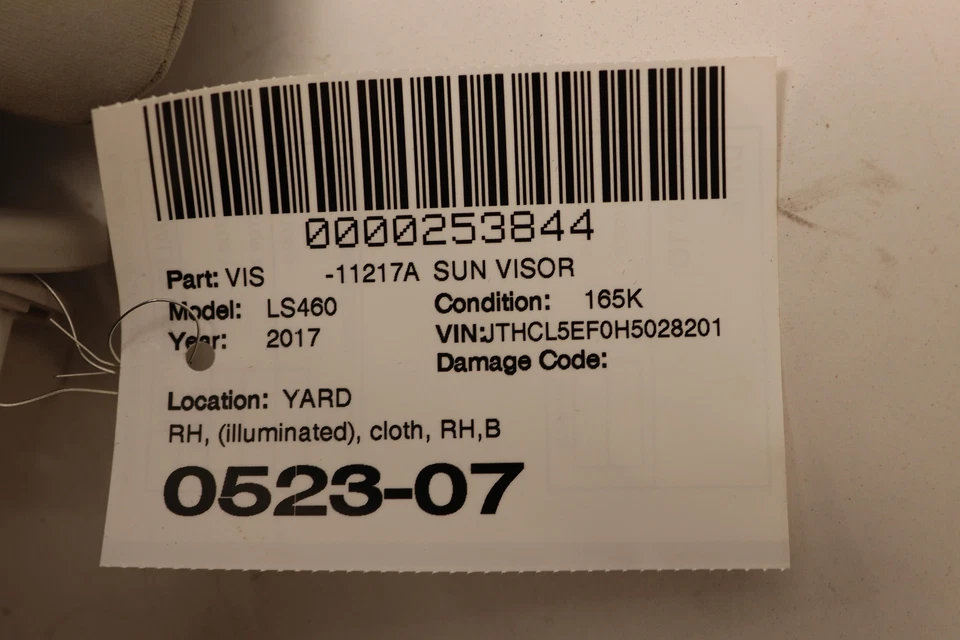 0000253844
Part: VIS -11217A SUN VISOR
Model: LS460 Condition: 165K
Year: 2017 VIN:JTHCL5EF0H5028201
Damage Code:
Location: YARD
RH, (illuminated), cloth, RH,B
0523-07